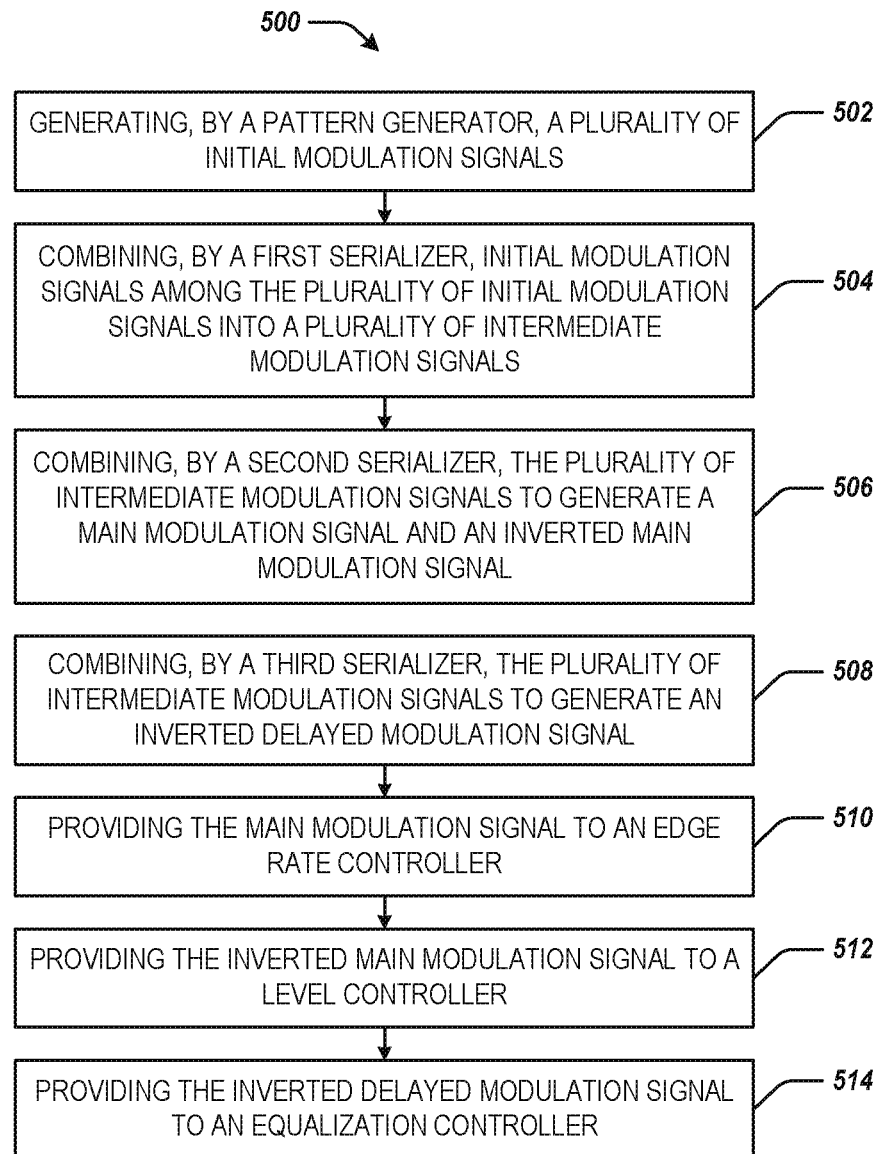 500
GENERATING, BY A PATTERN GENERATOR, A PLURALITY OF
INITIAL MODULATION SIGNALS
502
COMBINING, BY A FIRST SERIALIZER, INITIAL MODULATION
SIGNALS AMONG THE PLURALITY OF INITIAL MODULATION
SIGNALS INTO A PLURALITY OF INTERMEDIATE
MODULATION SIGNALS
504
COMBINING, BY A SECOND SERIALIZER, THE PLURALITY OF
INTERMEDIATE MODULATION SIGNALS TO GENERATE A
MAIN MODULATION SIGNAL AND AN INVERTED MAIN
MODULATION SIGNAL
506
COMBINING, BY A THIRD SERIALIZER, THE PLURALITY OF
INTERMEDIATE MODULATION SIGNALS TO GENERATE AN
INVERTED DELAYED MODULATION SIGNAL
508
PROVIDING THE MAIN MODULATION SIGNAL TO AN EDGE
RATE CONTROLLER
510
PROVIDING THE INVERTED MAIN MODULATION SIGNAL TO A
LEVEL CONTROLLER
512
PROVIDING THE INVERTED DELAYED MODULATION SIGNAL
TO AN EQUALIZATION CONTROLLER
514